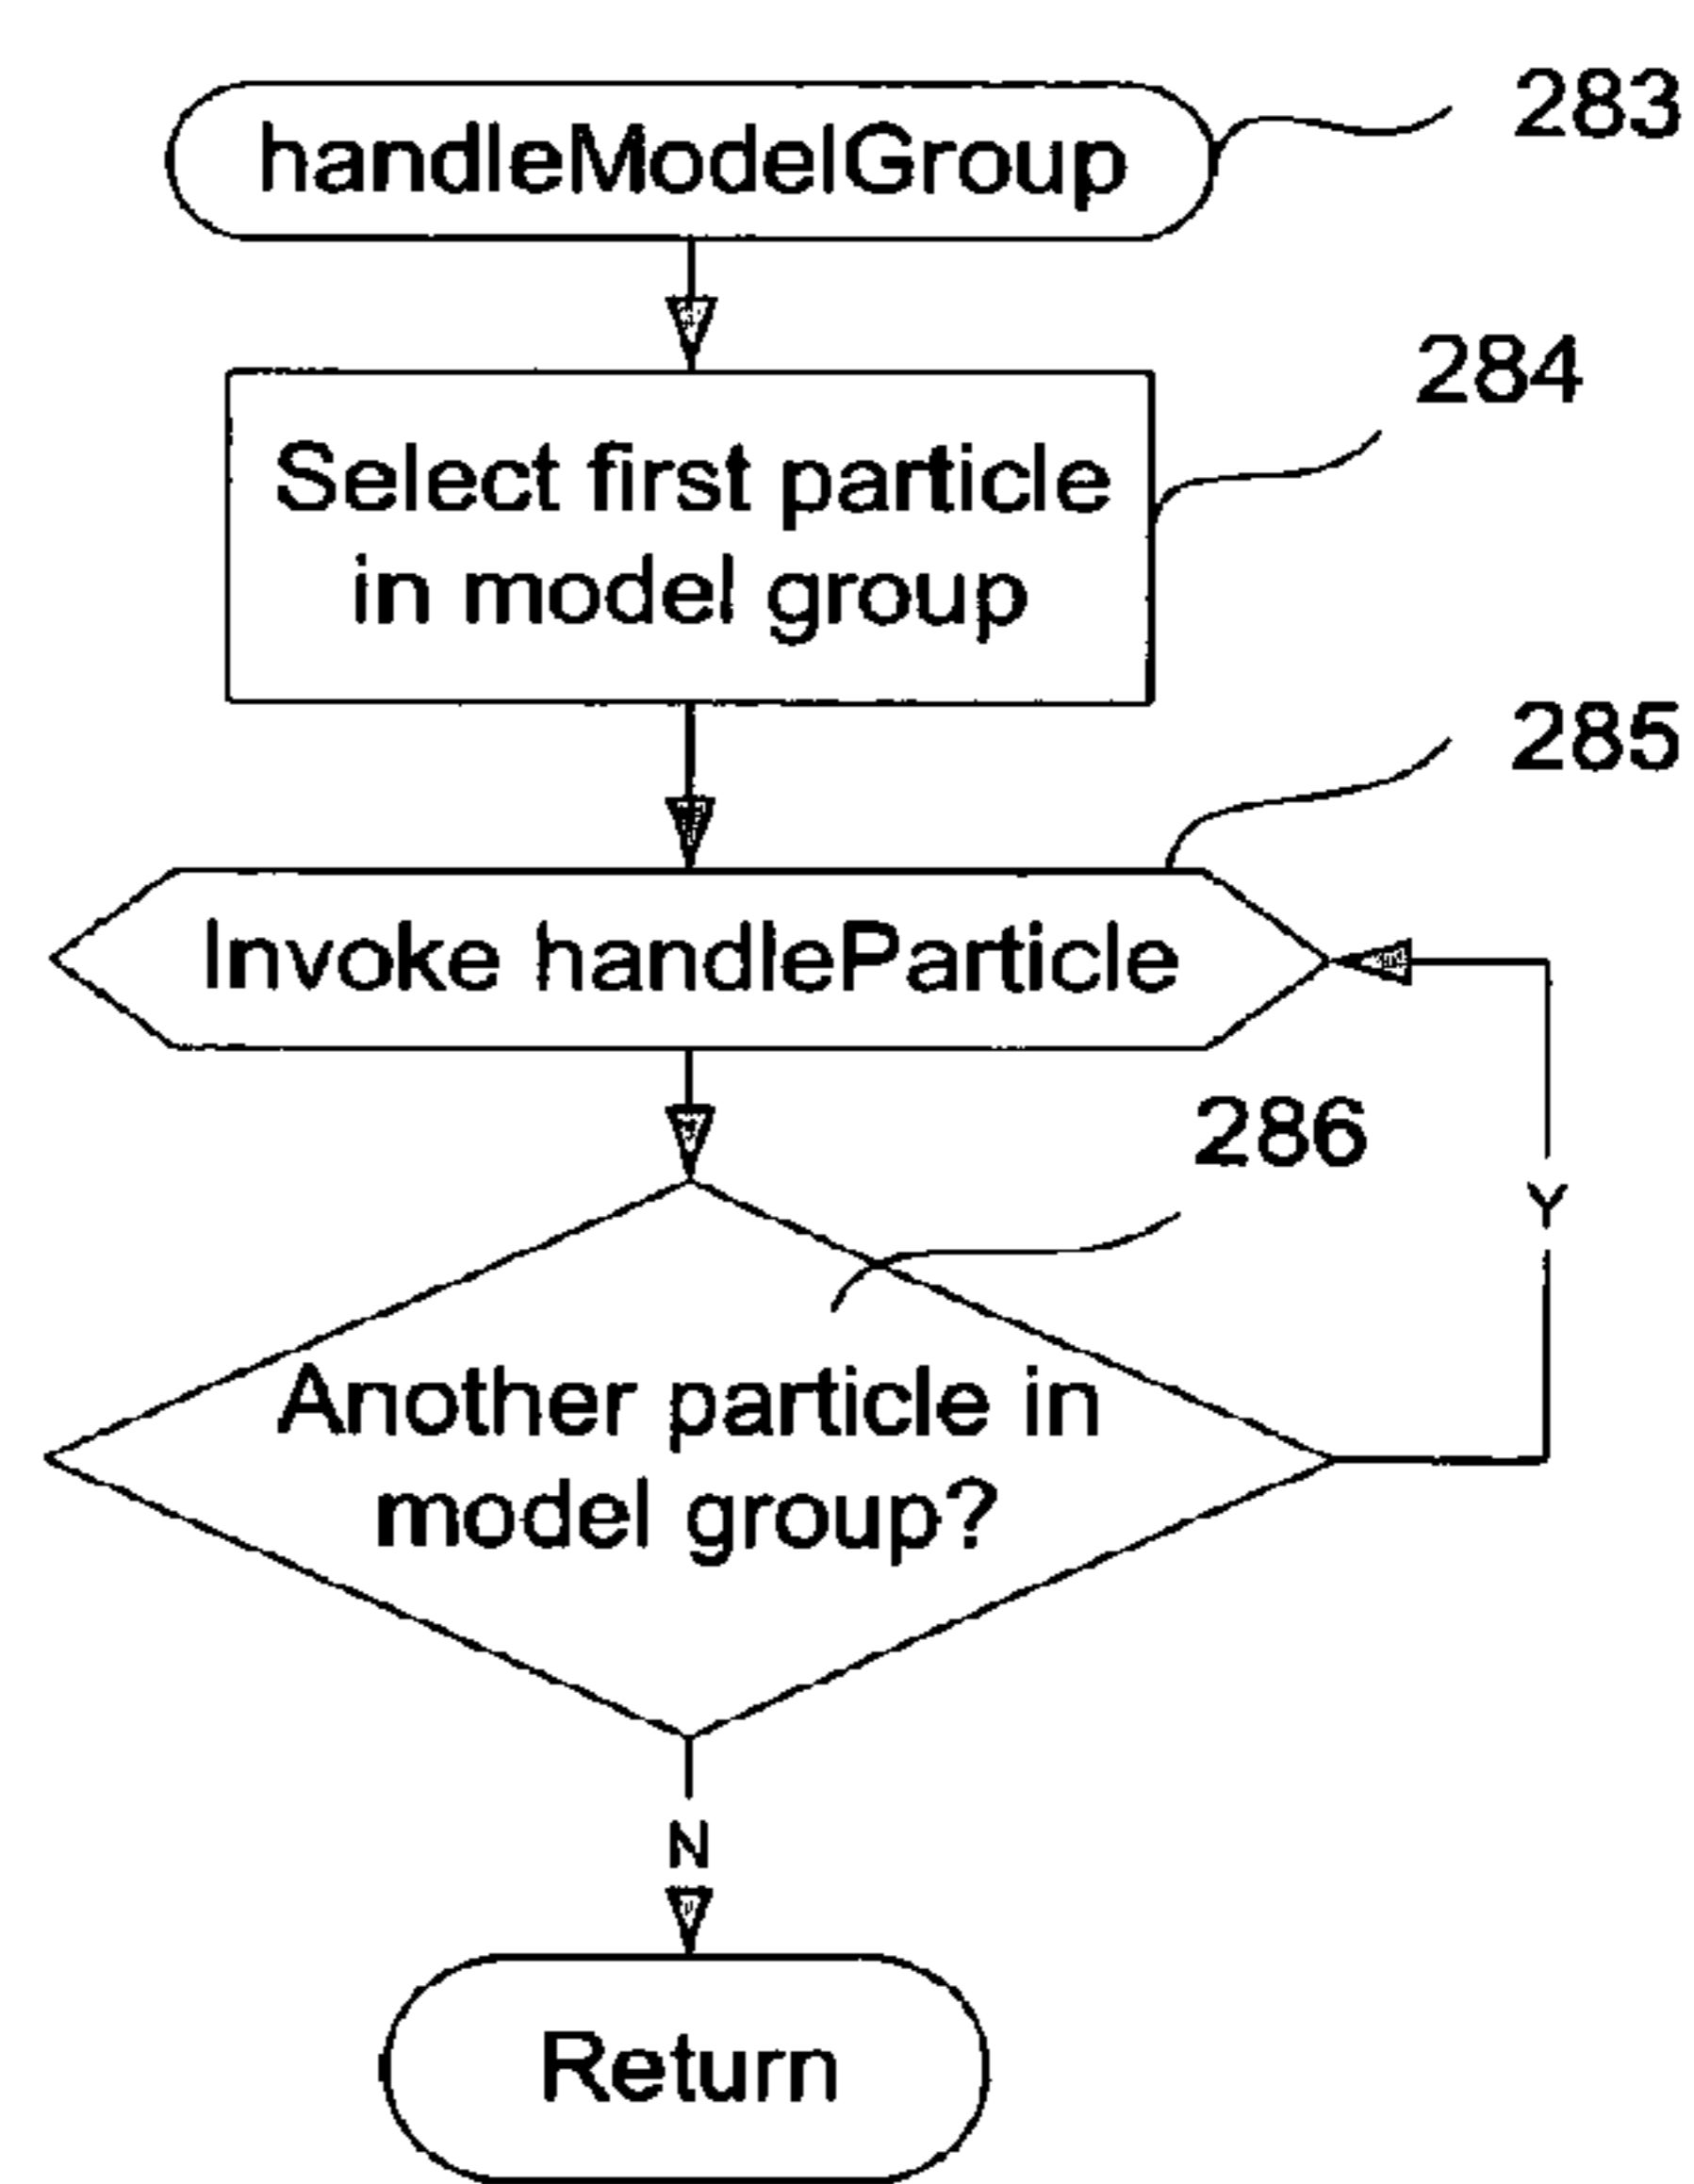 handleModelGroup
283
Select first particle
in model group
284
Invoke handleParticle
285
Another particle in
model group?
286
Y
N
Return